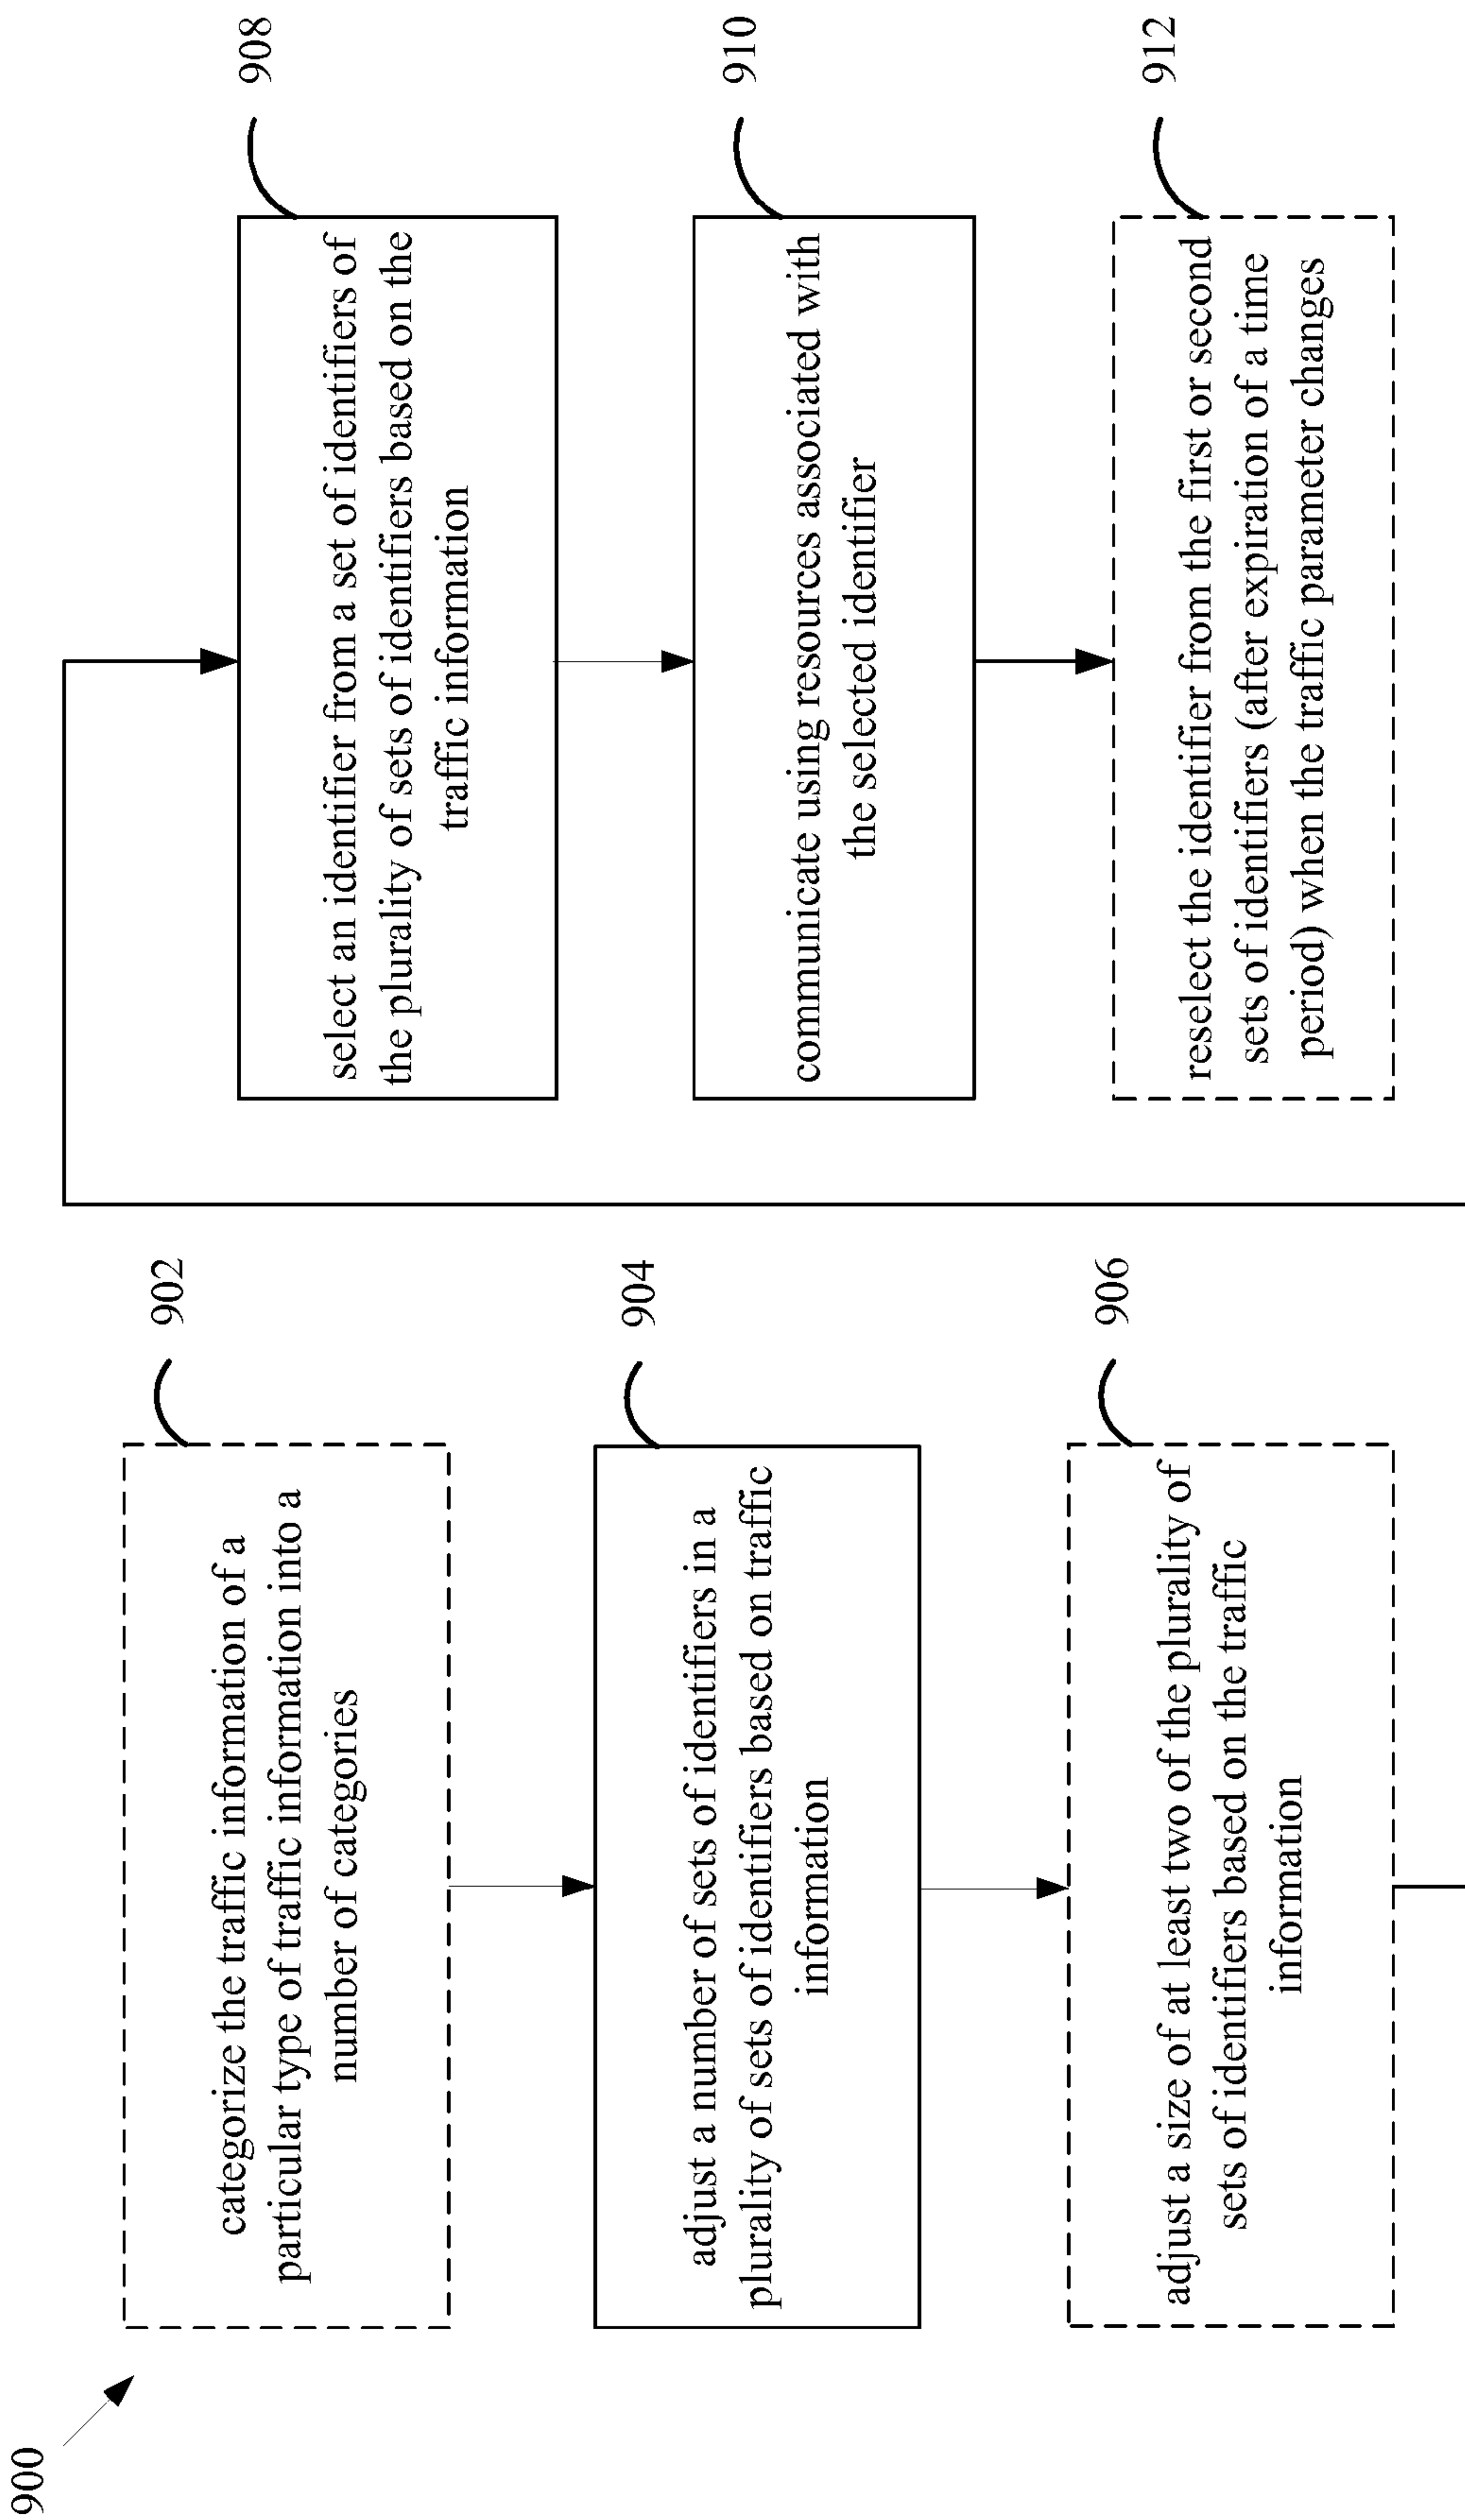 900
902
categorize the traffic information of a
particular type of traffic information into a
number of categories
904
adjust a number of sets of identifiers in a
plurality of sets of identifiers based on traffic
information
906
adjust a size of at least two of the plurality of
sets of identifiers based on the traffic
information
908
select an identifier from a set of identifiers of
the plurality of sets of identifiers based on the
traffic information
910
communicate using resources associated with
the selected identifier
912
reselect the identifier from the first or second
sets of identifiers (after expiration of a time
period) when the traffic parameter changes